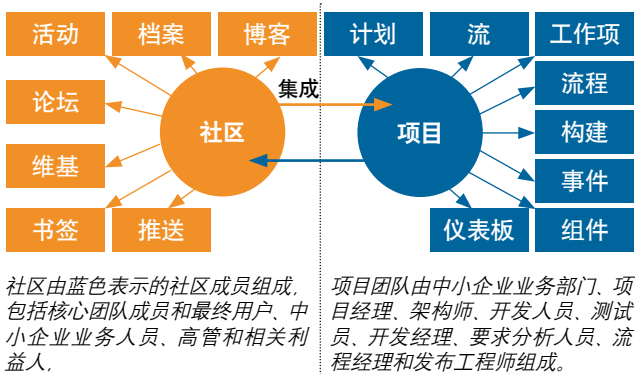 活动
档案
博客
计划
流
工作项
论坛
集成
流程
社区
项目
构建
维基
事件
书签
推送
仪表板
组件
社区由蓝色表示的社区成员组成,
包括核心团队成员和最终用户、中
小企业业务人员、高管和相关利
益人,
项目团队由中小企业业务部门、项
目经理、架构师、开发人员、测试
员、开发经理、要求分析人员、流
程经理和发布工程师组成。